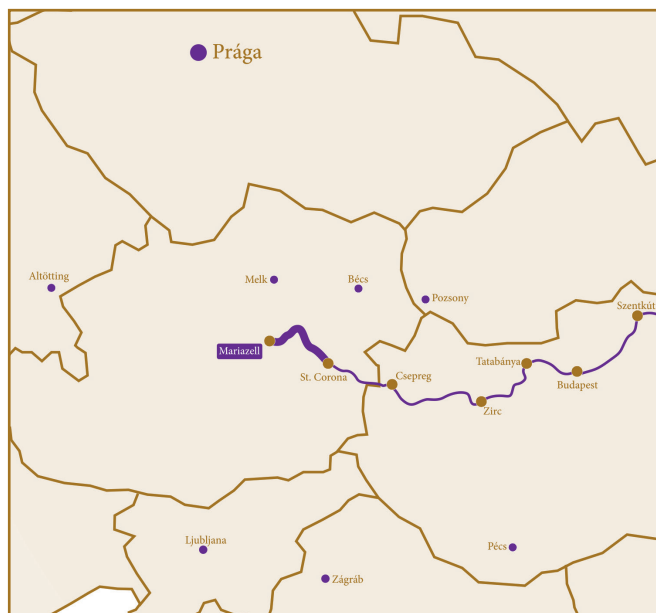 Prága
Altötting
Melk
Bécs
Pozsony
Szentkút
Mariazell
St. Corona
Csepreg
Tatabánya
Budapest
Zirc
Ljubljana
Pécs
Zágráb